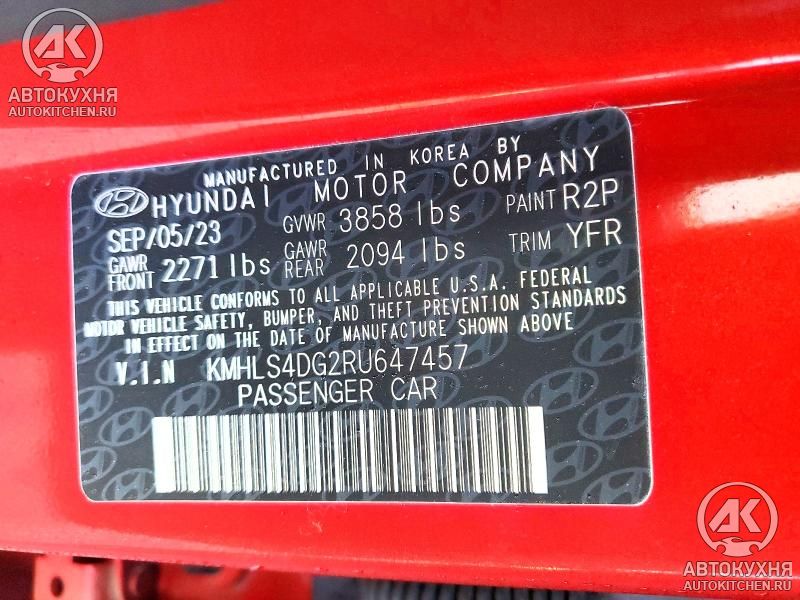 AK
АВТОКУХНЯ
AUTOKITCHEN.RU
MANUFACTURED IN KOREA BY
HYUNDAI MOTOR COMPANY
SEP/05/23 GVWR 3858 lbs PAINT R2P
GAWR FRONT 2271 lbs GAWR REAR 2094 lbs TRIM YFR
THIS VEHICLE CONFORMS TO ALL APPLICABLE U.S.A. FEDERAL
MOTOR VEHICLE SAFETY, BUMPER, AND THEFT PREVENTION STANDARDS
IN EFFECT ON THE DATE OF MANUFACTURE SHOWN ABOVE.
V.I.N KMHLS4DG2RU647457
PASSENGER CAR
AK
АВТОКУХНЯ
AUTOKITCHEN.RU